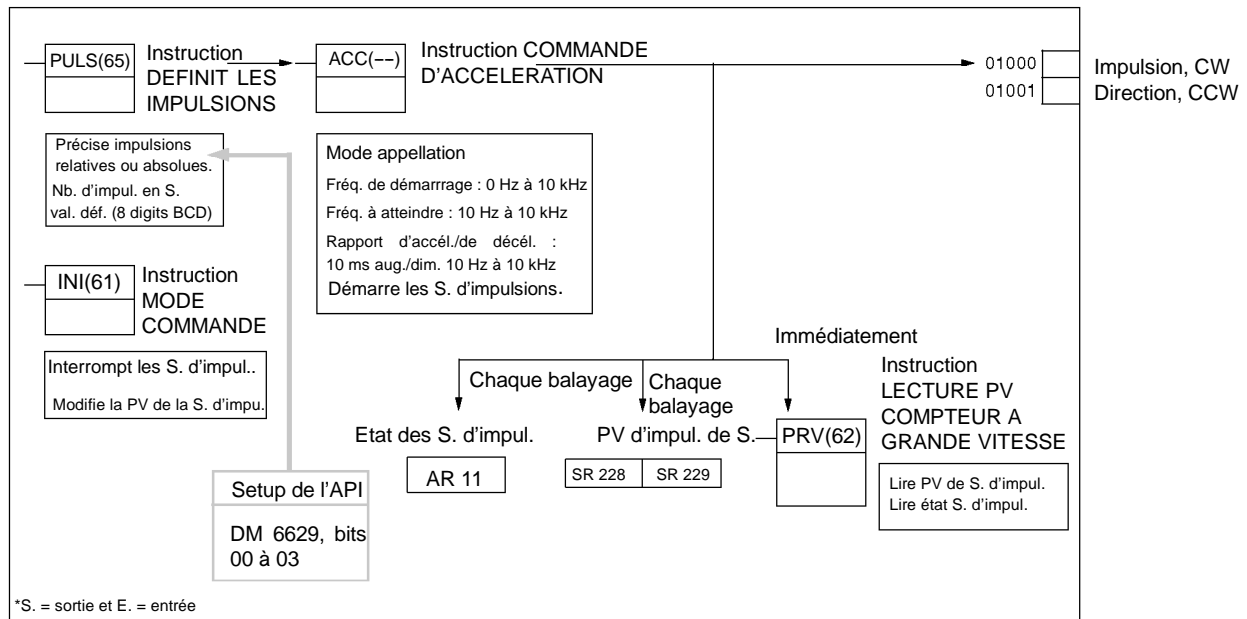 PULS(65)
Instruction
DEFINIT LES
IMPULSIONS
ACC(--)
Instruction COMMANDE
D'ACCELERATION
01000
01001
Impulsion, CW
Direction, CCW
Précise impulsions
relatives ou absolues.
Nb. d'impul. en S.
val. déf. (8 digits BCD)
Mode appellation
Fréq. de démarrrage : 0 Hz à 10 kHz
Fréq. à atteindre : 10 Hz à 10 kHz
Rapport d'accél./de décél. :
10 ms aug./dim. 10 Hz à 10 kHz
Démarre les S. d'impulsions.
INI(61)
Instruction
MODE
COMMANDE
Interrompt les S. d'impul..
Modifie la PV de la S. d'impu.
Immédiatement
Chaque balayage
Chaque
balayage
Instruction
LECTURE PV
COMPTEUR A
GRANDE VITESSE
Etat des S. d'impul.
PV d'impul. de S.
PRV(62)
AR 11
SR 228
SR 229
Lire PV de S. d'impul.
Lire état S. d'impul.
Setup de l'API
DM 6629, bits
00 à 03
*S. = sortie et E. = entrée